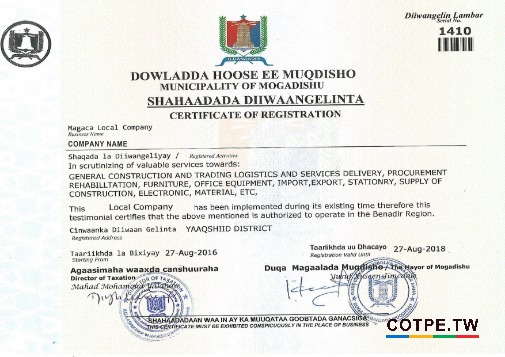 Diiwangelin Lambar
Serial No.
1410
DOWLADDA HOOSE EE MUQDISHO
MUNICIPALITY OF MOGADISHU
SHAHAADADA DIIWAANGELINTA
CERTIFICATE OF REGISTRATION
Magaca Local Company
Business Name
COMPANY NAME
Shaqada la Diiwangeliyay / Registered Activities
In scrutinizing of valuable services towards:
GENERAL CONSTRUCTION AND TRADING LOGISTICS AND SERVICES DELIVERY, PROCUREMENT
REHABILLTATION, FURNITURE, OFFICE EQUIPMENT, IMPORT,EXPORT, STATIONRY, SUPPLY OF
CONSTRUCTION, ELECTRONIC, MATERIAL, ETC,
This Local Company has been implemented during its existing time therefore this
testimonial certifies that the above mentioned is authorized to operate in the Benadir Region.
Cinwaanka Diiwaan Gelinta YAAQSHIID DISTRICT
Registered Address
Taariikhda la Bixiyay 27-Aug-2016
Starting From
Taariikhda uu Dhacayo 27-Aug-2018
Registration Valid Until
Agaasimaha waaxda canshuuraha
Director of Taxation
Mahad Mohamoud
Duqa Magaalada Muqdisho / The Mayor of Mogadishu
SHAHAADADAAN WAA IN AY KA MUUQATAA GOOBTADA GANACSIGA
THIS CERTIFICATE MUST BE EXHIBITED CONSPICIOUSLY IN THE PLACE OF BUSINESS
COTPE.TW